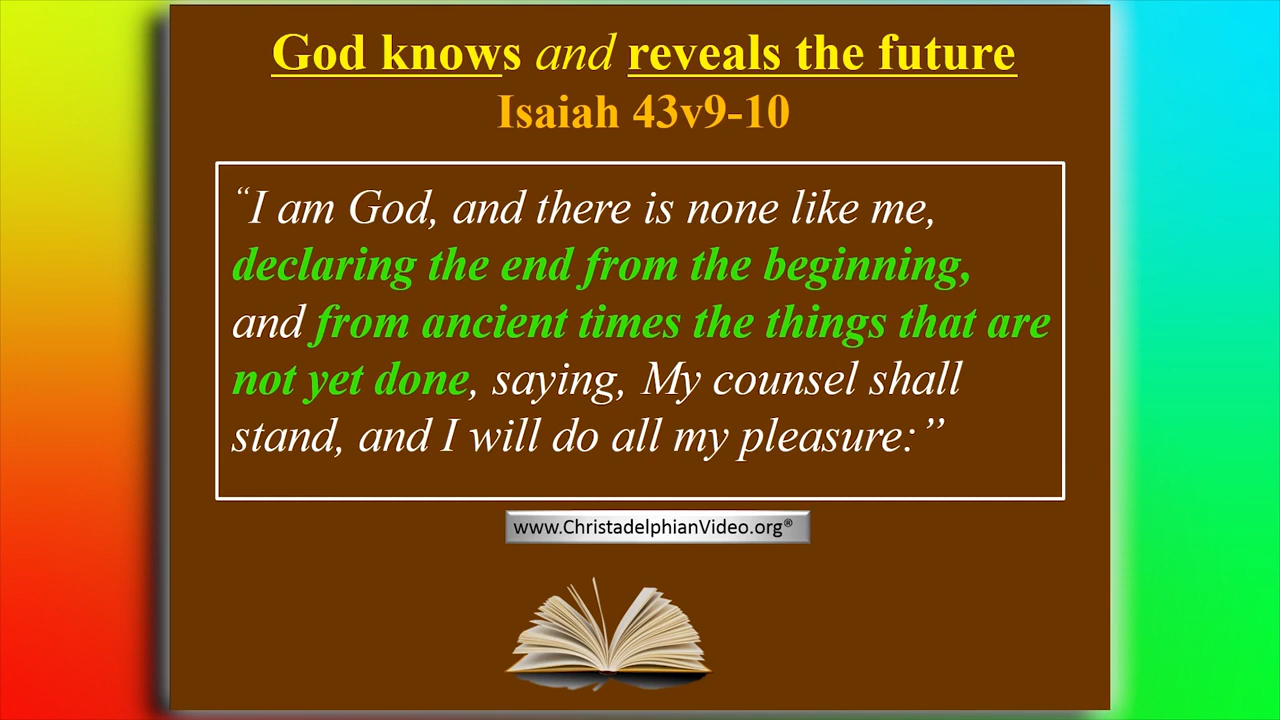 God knows and reveals the future
Isaiah 43v9-10
“I am God, and there is none like me,
declaring the end from the beginning,
and from ancient times the things that are
not yet done, saying, My counsel shall
stand, and I will do all my pleasure:”
www.ChristadelphianVideo.org®